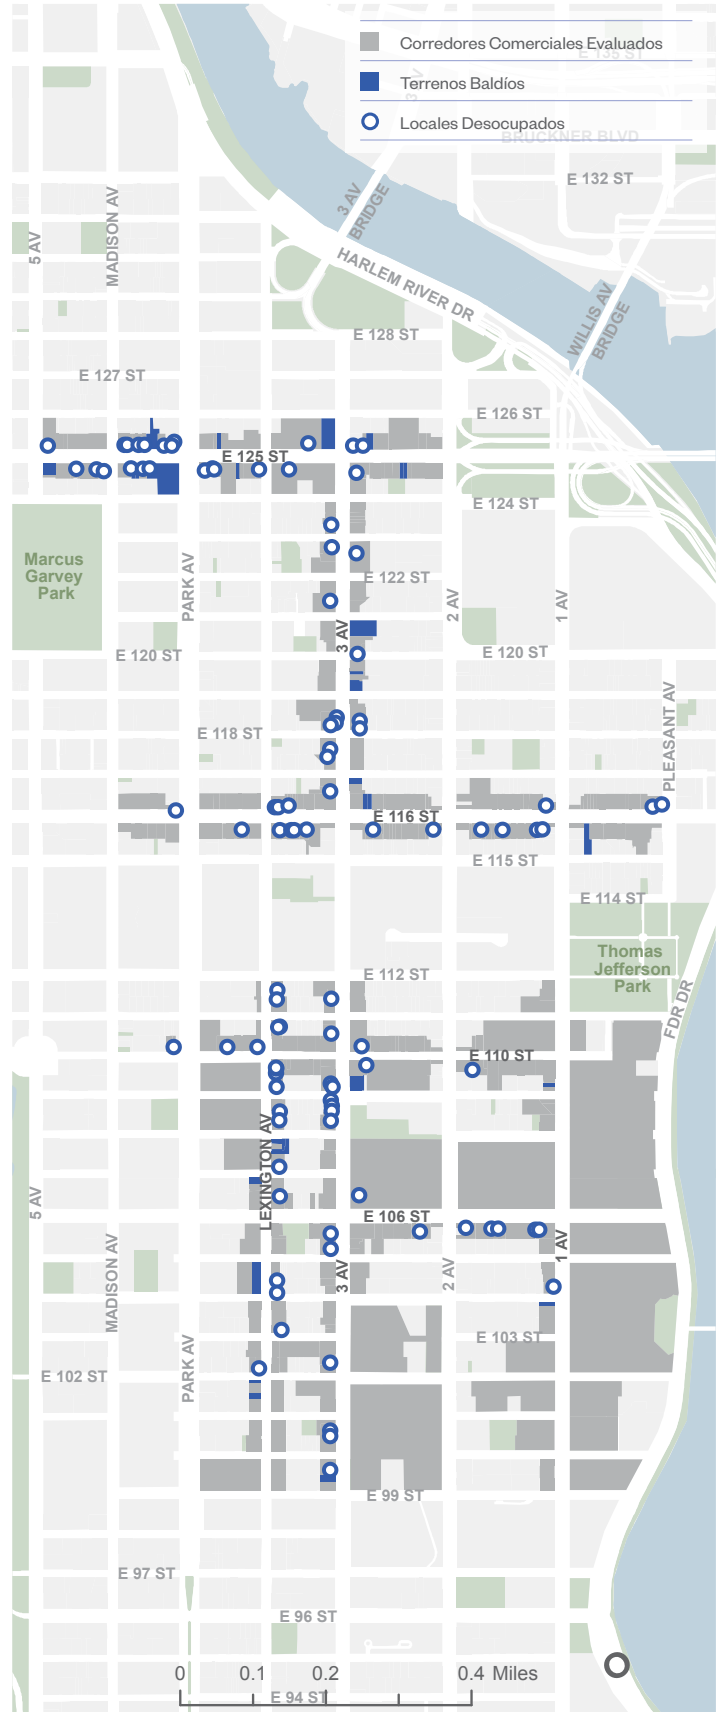 Corredores Comerciales Evaluados
E 135 ST
Terrenos Baldíos
3 AV
Locales Desocupados
BRUCKNER BLVD
E 132 ST
3 AV
BRIDGE
MADISON AV
5 AV
HARLEM RIVER DR
WILLIS AV
BRIDGE
E 128 ST
E 127 ST
E 126 ST
E 125 ST
E 124 ST
Marcus
Garvey
Park
PARK AV
E 122 ST
2 AV
1 AV
3 AV
E 120 ST
E 120 ST
PLEASANT AV
E 118 ST
E 116 ST
E 115 ST
E 114 ST
Thomas
Jefferson
Park
E 112 ST
FDR DR
E 110 ST
LEXINGTON AV
5 AV
E 106 ST
MADISON AV
3 AV
2 AV
1 AV
E 103 ST
PARK AV
E 102 ST
E 99 ST
E 97 ST
E 96 ST
0 0.1 0.2 0.4 Miles
E 94 ST